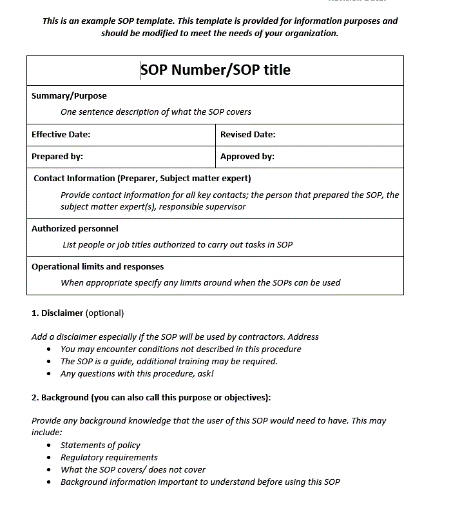 This is an example SOP template. This template is provided for information purposes and
should be modified to meet the needs of your organization.
SOP Number/SOP title
Summary/Purpose
One sentence description of what the SOP covers
Effective Date:
Revised Date:
Prepared by:
Approved by:
Contact Information (Preparer, Subject matter expert)
Provide contact information for all key contacts; the person that prepared the SOP, the
subject matter expert(s), responsible supervisor
Authorized personnel
List people or job titles authorized to carry out tasks in SOP
Operational limits and responses
When appropriate specify any limits around when the SOPs can be used
1. Disclaimer (optional)
Add a disclaimer especially if the SOP will be used by contractors. Address
• You may encounter conditions not described in this procedure
• The SOP is a guide, additional training may be required.
• Any questions with this procedure, ask!
2. Background (you can also call this purpose or objectives):
Provide any background knowledge that the user of this SOP would need to have. This may
include:
• Statements of policy
• Regulatory requirements
• What the SOP covers/ does not cover
• Background information important to understand before using this SOP